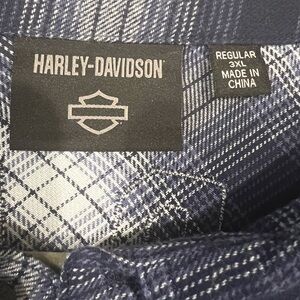 HARLEY-DAVIDSON
REGULAR
3XL
MADE IN
CHINA